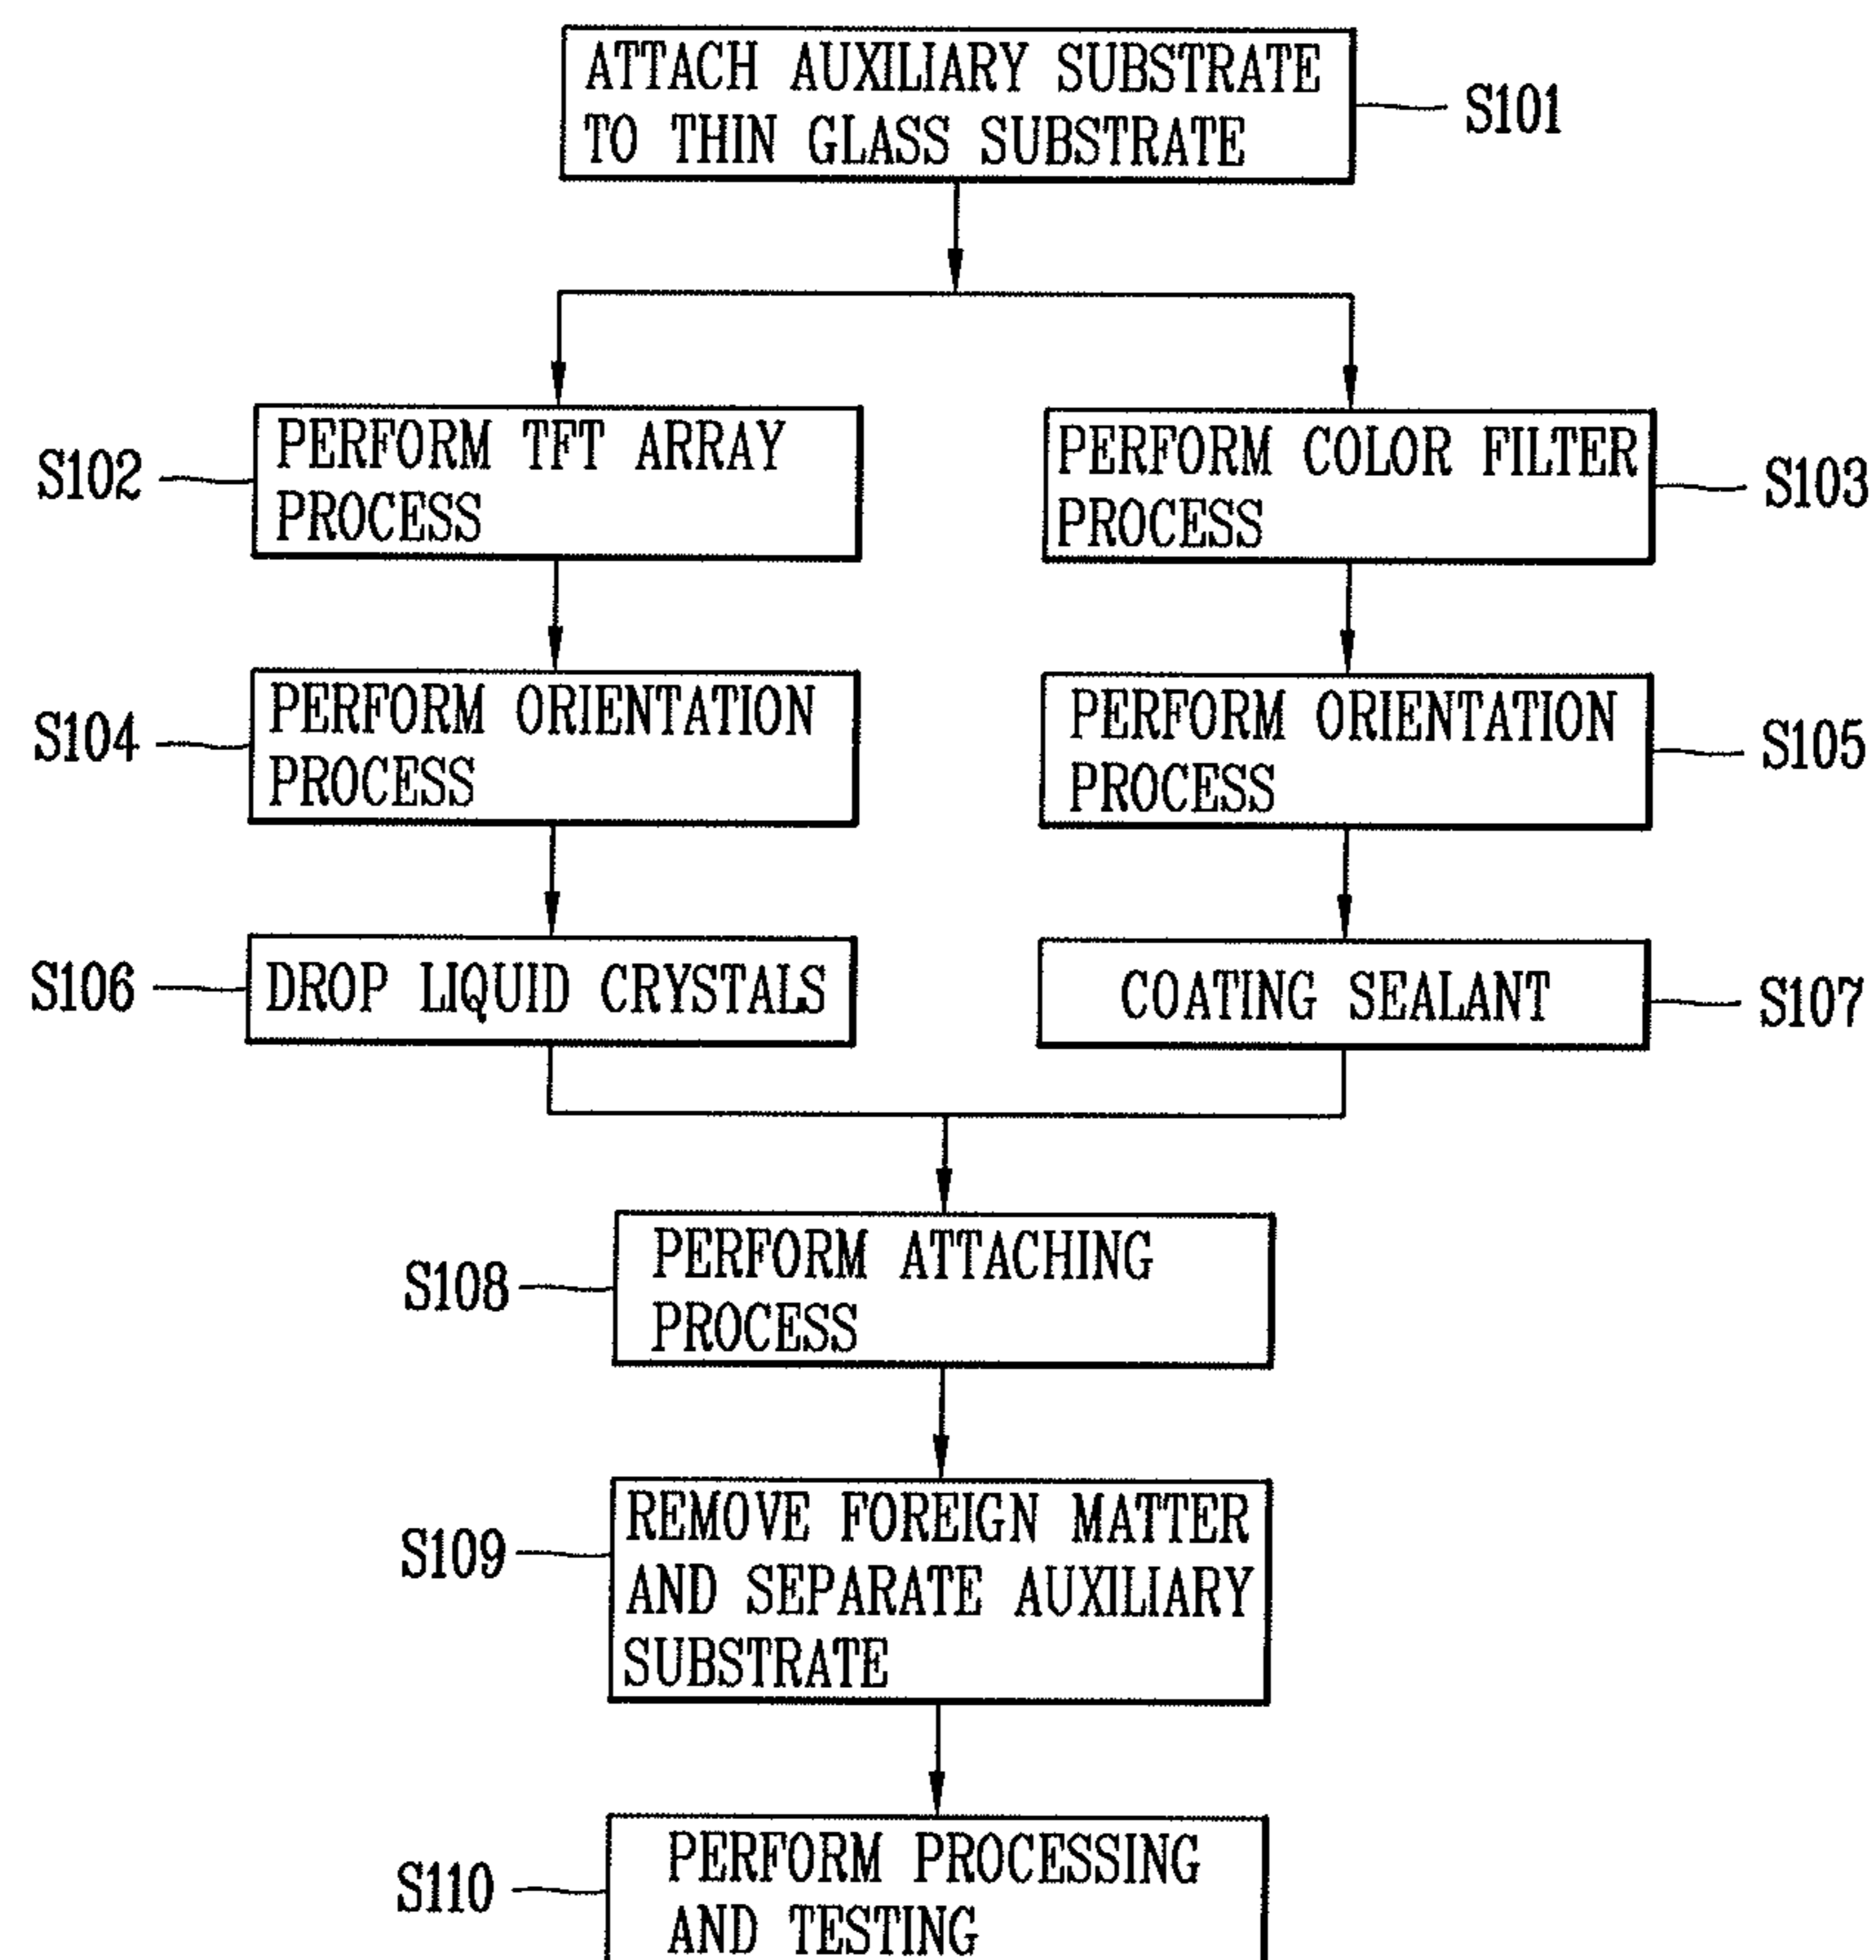 ATTACH AUXILIARY SUBSTRATE
TO THIN GLASS SUBSTRATE
S101
S102
PERFORM TFT ARRAY
PROCESS
PERFORM COLOR FILTER
PROCESS
S103
S104
PERFORM ORIENTATION
PROCESS
PERFORM ORIENTATION
PROCESS
S105
S106
DROP LIQUID CRYSTALS
COATING SEALANT
S107
S108
PERFORM ATTACHING
PROCESS
S109
REMOVE FOREIGN MATTER
AND SEPARATE AUXILIARY
SUBSTRATE
S110
PERFORM PROCESSING
AND TESTING